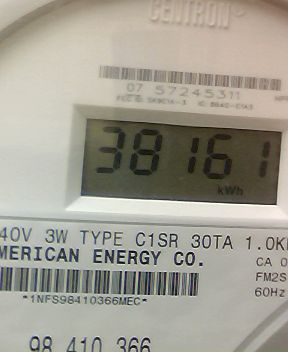 CENTRON
07 57245311
38161
kWh
40V 3W TYPE C1SR 30TA 1.0K
MERICAN ENERGY CO.
CA 0
FM2S
*1NFS98410366MEC*
60Hz
98 410 366